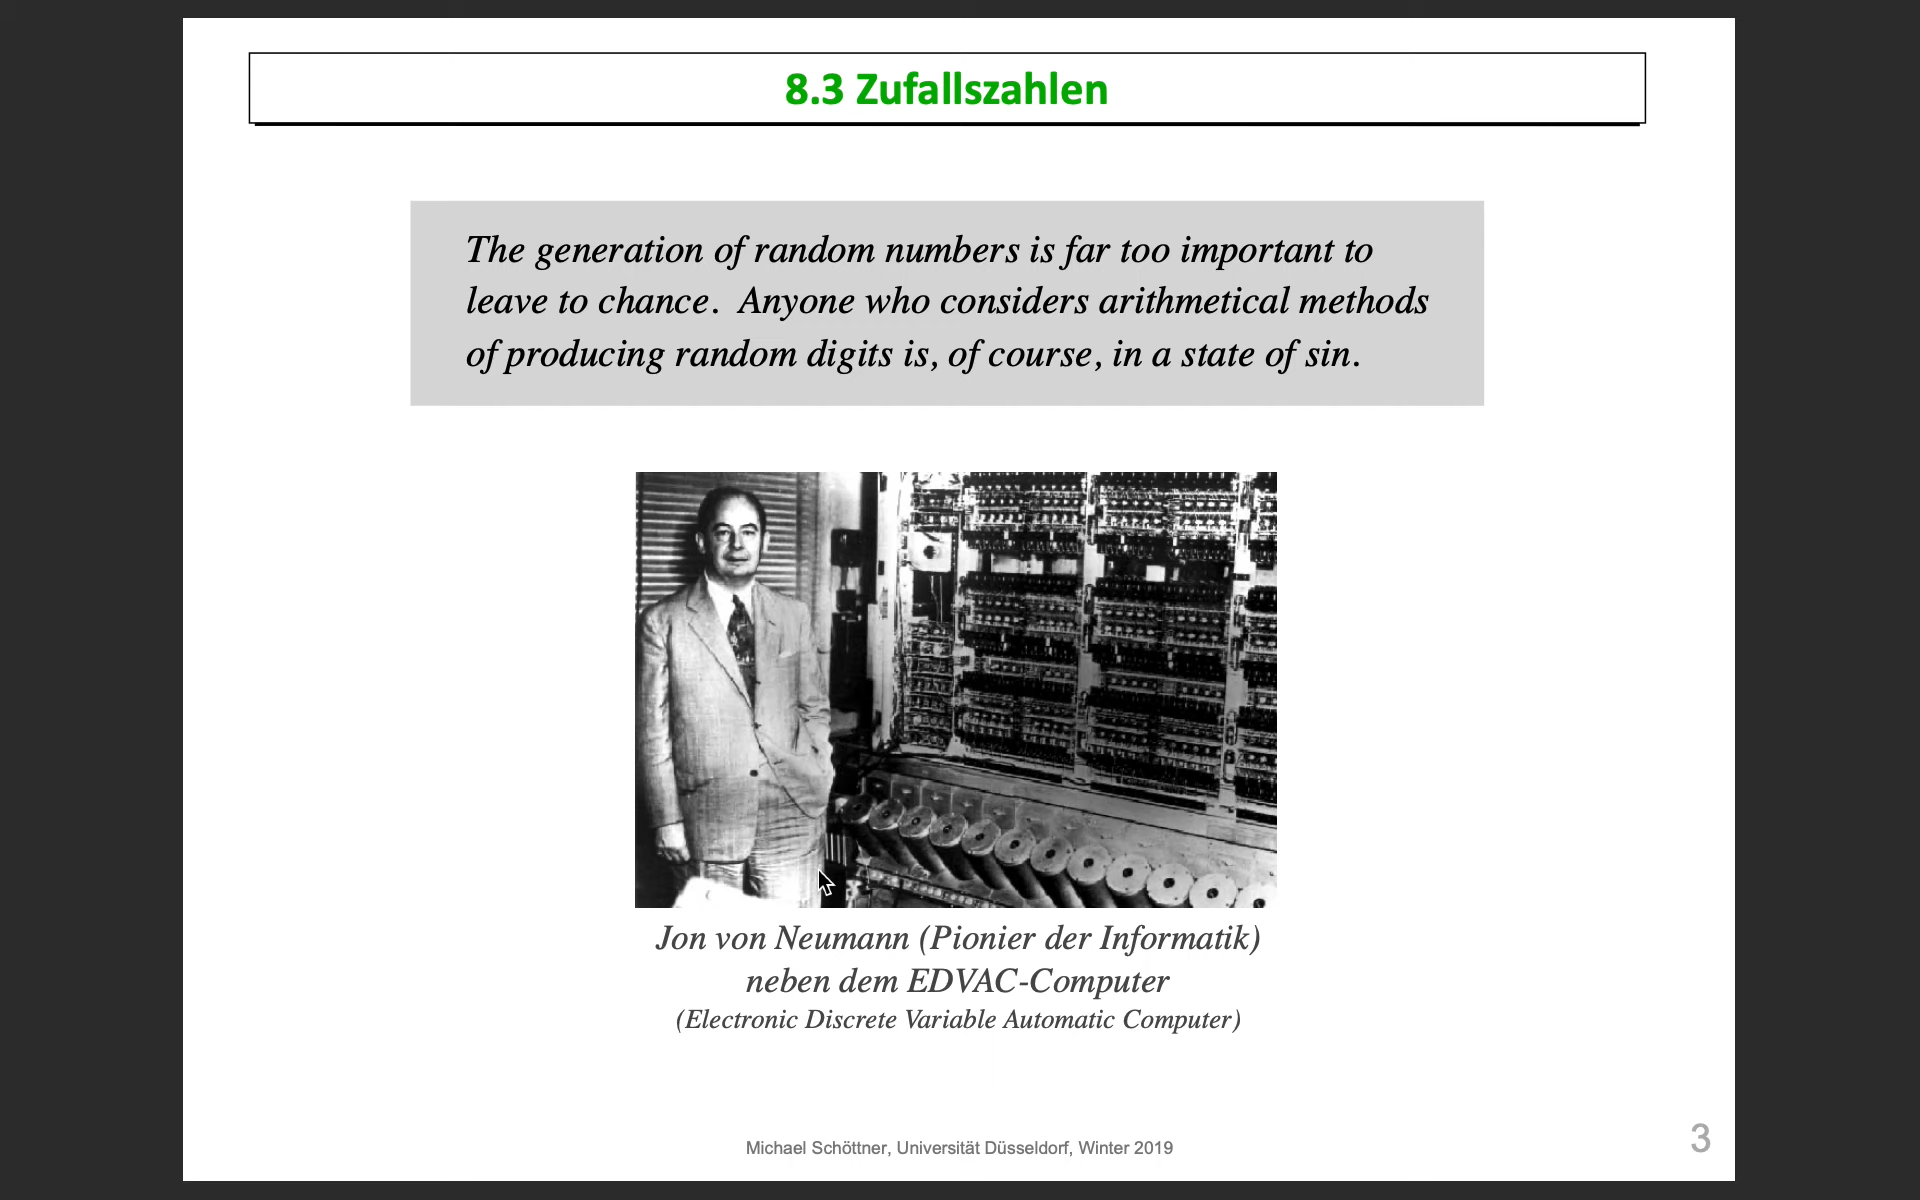 8.3 Zufallszahlen
The generation of random numbers is far too important to
leave to chance. Anyone who considers arithmetical methods
of producing random digits is, of course, in a state of sin.
Jon von Neumann (Pionier der Informatik)
neben dem EDVAC-Computer
(Electronic Discrete Variable Automatic Computer)
Michael Schöttner, Universität Düsseldorf, Winter 2019
3